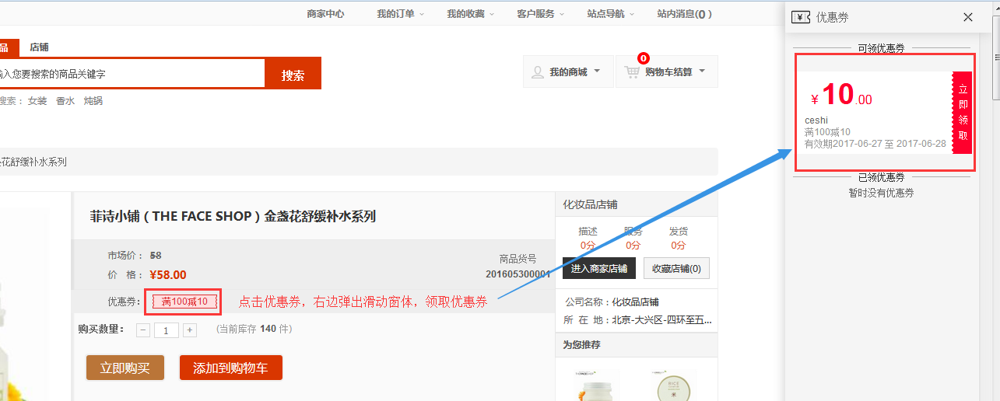 商家中心 我的订单 我的收藏 客户服务 站点导航 站内消息(0)
品 店铺
输入您要搜索的商品关键字 搜索
搜索： 女装 香水 炖锅
我的商城 0 购物车结算
花舒缓补水系列
菲诗小铺（THE FACE SHOP）金盏花舒缓补水系列
市场价： 58
价 格： ¥58.00
商品货号
201605300001
优惠券: 满100减10 点击优惠券，右边弹出滑动窗体，领取优惠券
购买数量： − 1 + (当前库存 140 件)
立即购买 添加到购物车
化妆品店铺
描述 服务 发货
0分 0分 0分
进入商家店铺 收藏店铺(0)
公司名称：化妆品店铺
所 在 地：北京-大兴区-四环至五...
为您推荐
THEFACESHOP
RICE
米
¥ 优惠券 ×
可领优惠券
¥ 10.00
ceshi
满100减10
有效期2017-06-27 至 2017-06-28
立即领取
已领优惠券
暂时没有优惠券